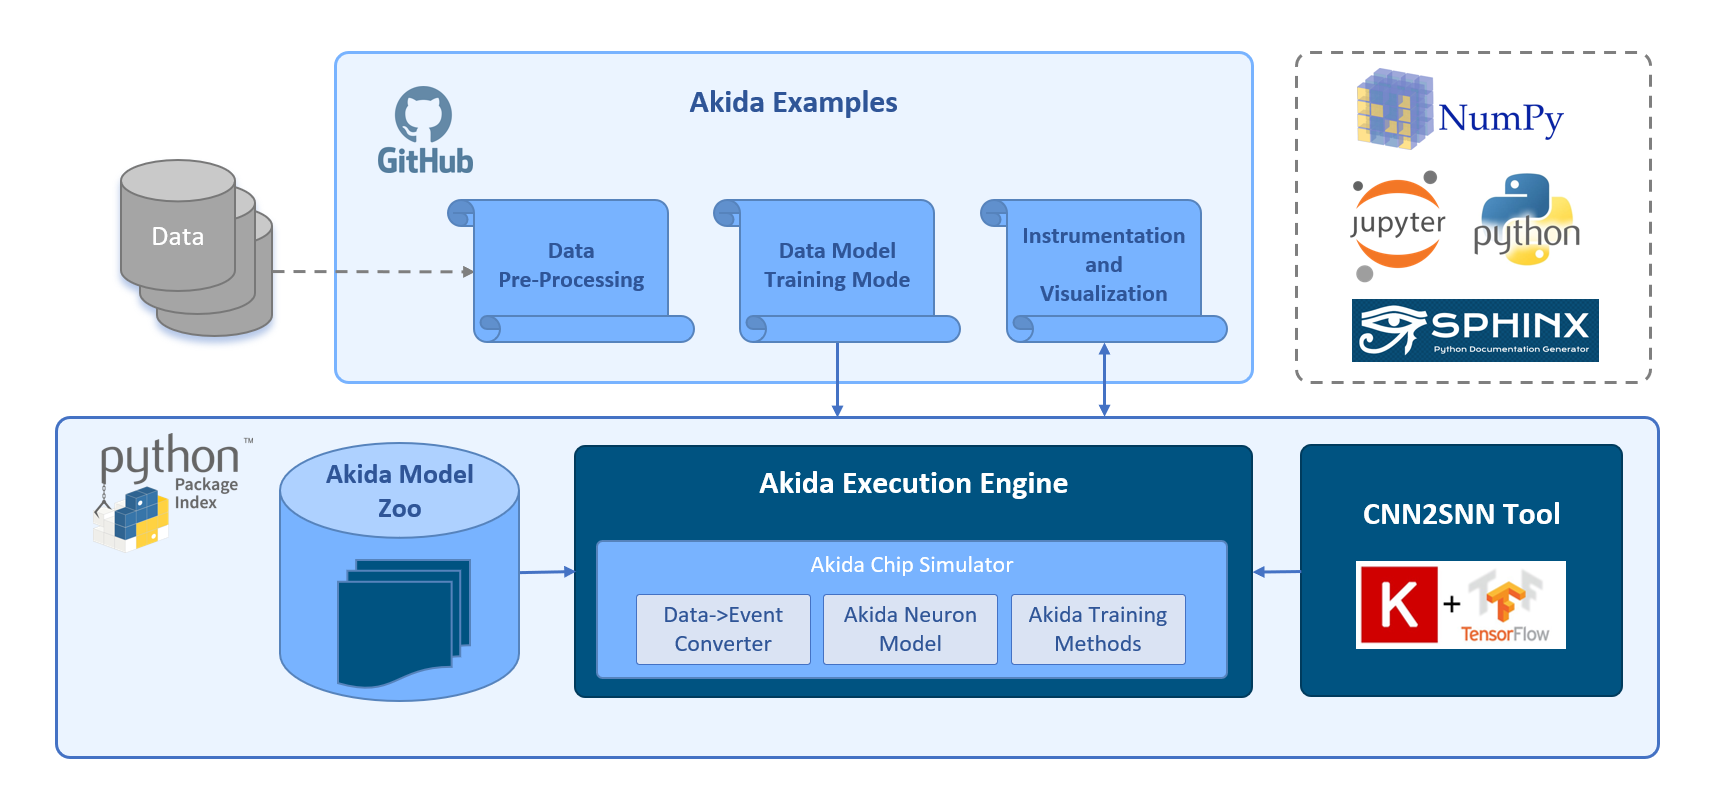 Akida Examples
GitHub
Data
Data
Pre-Processing
Data Model
Training Mode
Instrumentation
and
Visualization
NumPy
jupyter
python
SPHINX
Python Documentation Generator
python™
Package
Index
Akida Model
Zoo
Akida Execution Engine
Akida Chip Simulator
Data->Event
Converter
Akida Neuron
Model
Akida Training
Methods
CNN2SNN Tool
K + TF
TensorFlow